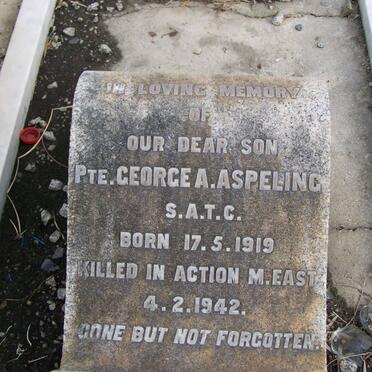 IN LOVING MEMORY
OF
OUR DEAR SON
PTE. GEORGE A. ASPELING
S.A.T.C.
BORN 17.5.1919
KILLED IN ACTION M. EAST
4.2.1942.
GONE BUT NOT FORGOTTEN.